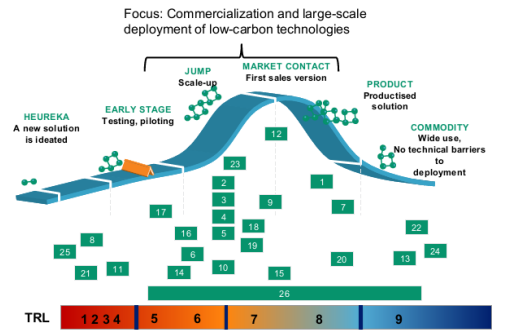 Focus: Commercialization and large-scale
deployment of low-carbon technologies
JUMP
Scale-up
MARKET CONTACT
First sales version
PRODUCT
Productised
solution
HEUREKA
A new solution
is ideated
EARLY STAGE
Testing, piloting
COMMODITY
Wide use,
No technical barriers
to
deployment
12
23
2
1
3
9
7
17
4
18
22
16
5
8
19
25
6
24
20
13
21
11
14
10
15
26
TRL
1 2 3 4
5
6
7
8
9